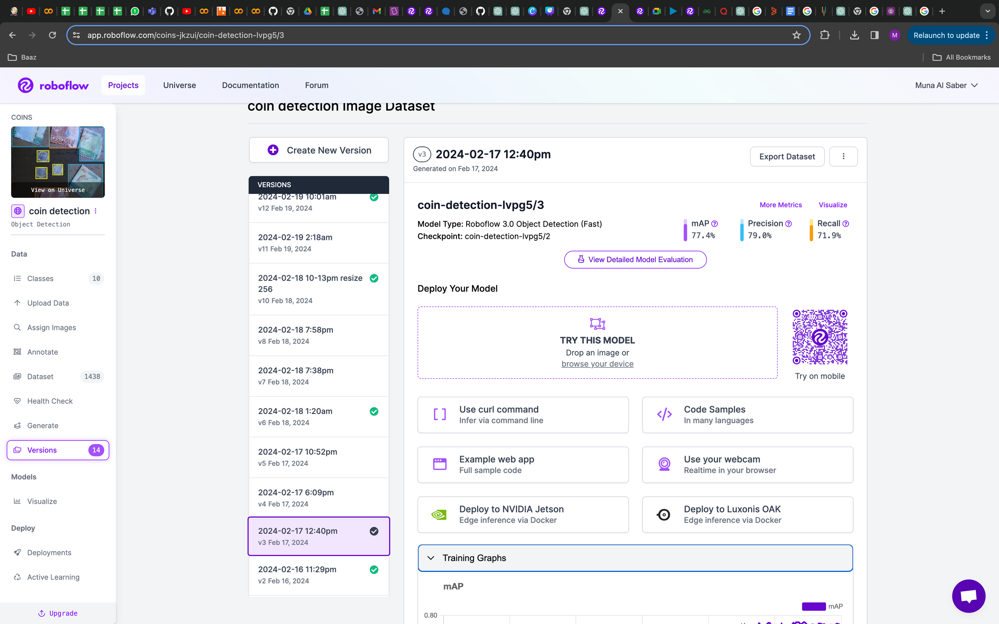 app.roboflow.com/coins-jkzui/coin-detection-lvpg5/3
M
Relaunch to update
Baaz
All Bookmarks
roboflow
Projects
Universe
Documentation
Forum
Muna Al Saber
COINS
View on Universe
coin detection
Object Detection
Data
Classes 10
Upload Data
Assign Images
Annotate
Dataset 1438
Health Check
Generate
Versions 14
Models
Visualize
Deploy
Deployments
Active Learning
Upgrade
coin detection Image Dataset
Create New Version
VERSIONS
2024-02-19 10:01am
v12 Feb 19, 2024
2024-02-19 2:18am
v11 Feb 19, 2024
2024-02-18 10-13pm resize
256
v10 Feb 18, 2024
2024-02-18 7:58pm
v8 Feb 18, 2024
2024-02-18 7:38pm
v7 Feb 18, 2024
2024-02-18 1:20am
v6 Feb 18, 2024
2024-02-17 10:52pm
v5 Feb 17, 2024
2024-02-17 6:09pm
v4 Feb 17, 2024
2024-02-17 12:40pm
v3 Feb 17, 2024
2024-02-16 11:29pm
v2 Feb 16, 2024
v3 2024-02-17 12:40pm
Generated on Feb 17, 2024
Export Dataset
coin-detection-lvpg5/3
More Metrics
Visualize
Model Type: Roboflow 3.0 Object Detection (Fast)
Checkpoint: coin-detection-lvpg5/2
mAP
77.4%
Precision
79.0%
Recall
71.9%
View Detailed Model Evaluation
Deploy Your Model
TRY THIS MODEL
Drop an image or
browse your device
Try on mobile
Use curl command
Infer via command line
Code Samples
In many languages
Example web app
Full sample code
Use your webcam
Realtime in your browser
Deploy to NVIDIA Jetson
Edge inference via Docker
Deploy to Luxonis OAK
Edge inference via Docker
Training Graphs
mAP
mAP
0.80